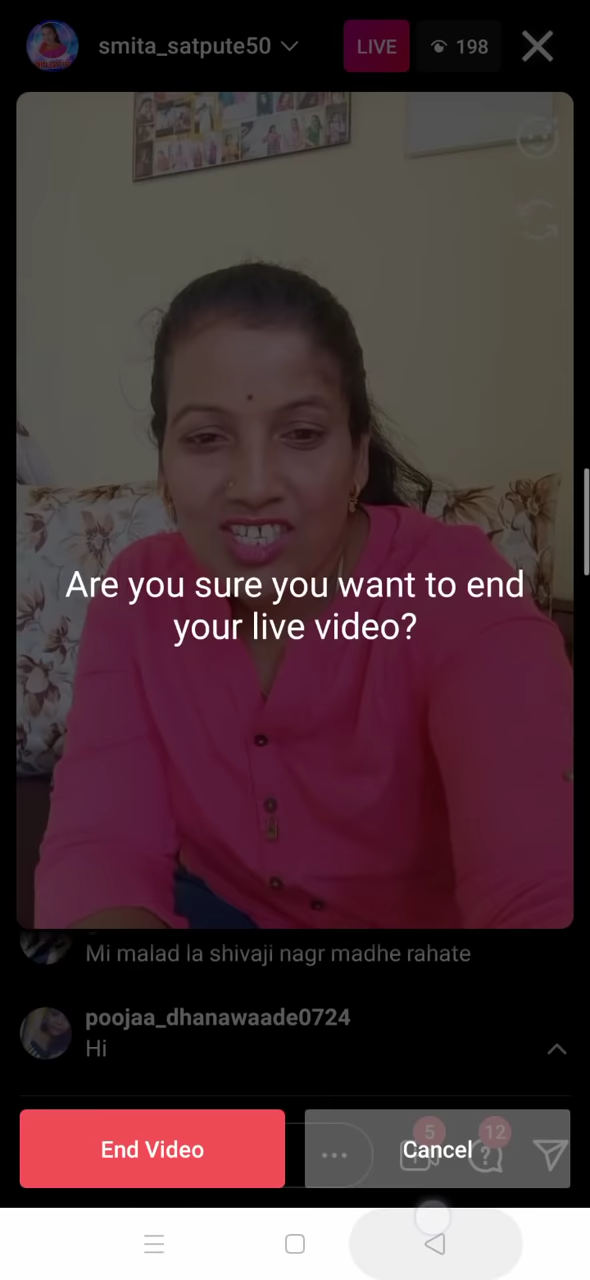 smita_satpute50
LIVE
198
Are you sure you want to end
your live video?
Mi malad la shivaji nagr madhe rahate
poojaa_dhanawaade0724
Hi
5
12
End Video
Cancel